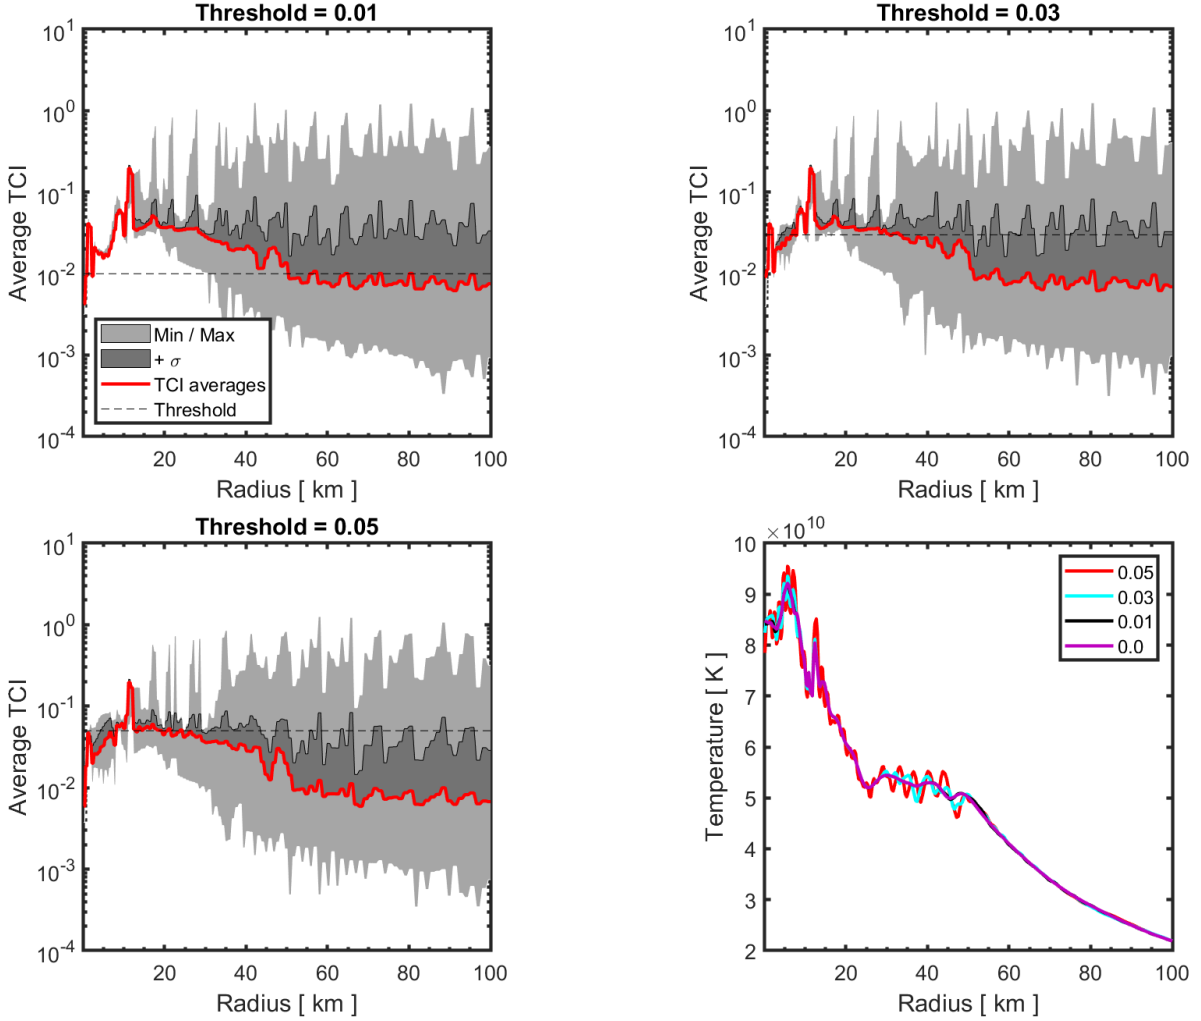 Threshold = 0.01
10^1
10^0
10^-1
10^-2
10^-3
10^-4
Average TCI
Min / Max
+ σ
TCI averages
Threshold
20 40 60 80 100
Radius [ km ]
Threshold = 0.03
10^1
10^0
10^-1
10^-2
10^-3
10^-4
Average TCI
20 40 60 80 100
Radius [ km ]
Threshold = 0.05
10^1
10^0
10^-1
10^-2
10^-3
10^-4
Average TCI
20 40 60 80 100
Radius [ km ]
×10^10
10
9
8
7
6
5
4
3
2
Temperature [ K ]
0.05
0.03
0.01
0.0
20 40 60 80 100
Radius [ km ]